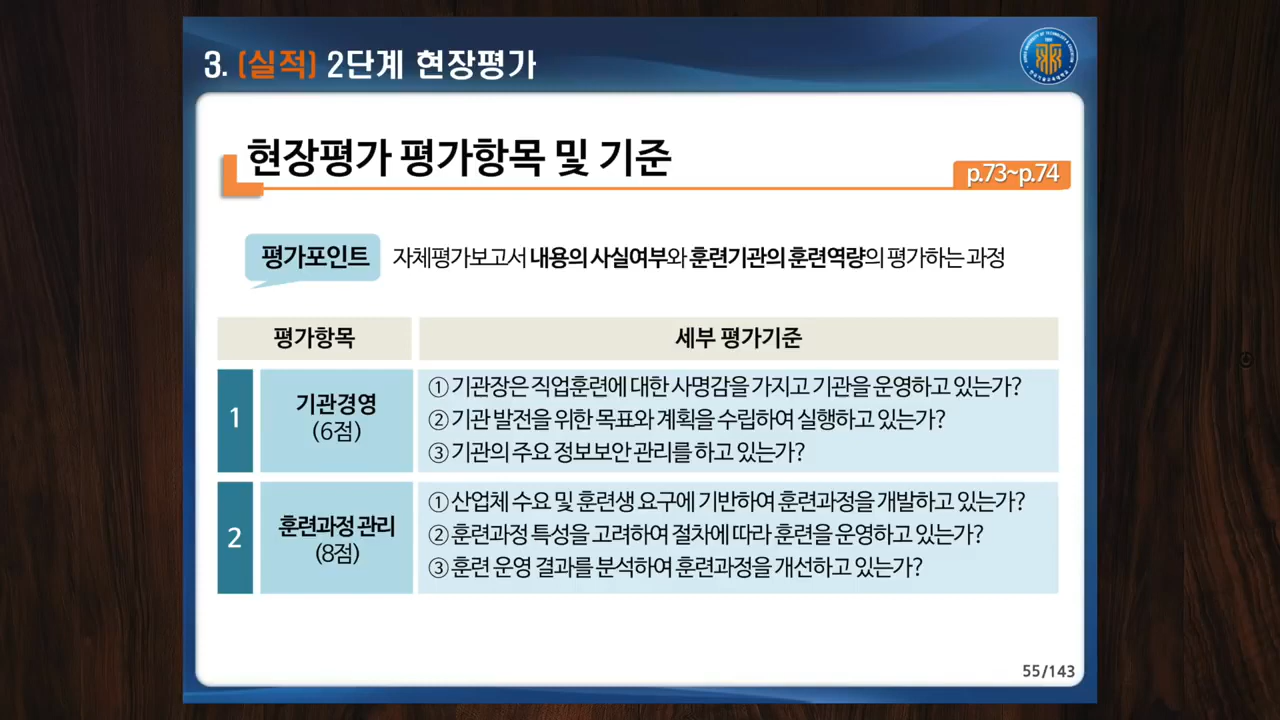 3. [실적] 2단계 현장평가
현장평가 평가항목 및 기준
p.73~p.74
평가포인트 자체평가보고서 내용의 사실여부와 훈련기관의 훈련역량의 평가하는 과정
평가항목 세부 평가기준
1
기관경영
(6점)
① 기관장은 직업훈련에 대한 사명감을 가지고 기관을 운영하고 있는가?
② 기관 발전을 위한 목표와 계획을 수립하여 실행하고 있는가?
③ 기관의 주요 정보보안 관리를 하고 있는가?
2
훈련과정 관리
(8점)
① 산업체 수요 및 훈련생 요구에 기반하여 훈련과정을 개발하고 있는가?
② 훈련과정 특성을 고려하여 절차에 따라 훈련을 운영하고 있는가?
③ 훈련 운영 결과를 분석하여 훈련과정을 개선하고 있는가?
55/143